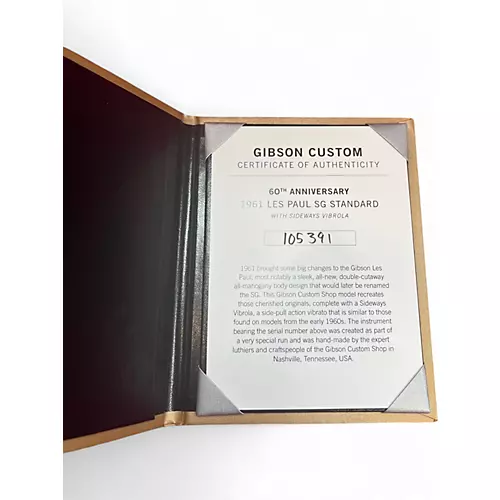 GIBSON CUSTOM
CERTIFICATE OF AUTHENTICITY
60TH ANNIVERSARY
1961 LES PAUL SG STANDARD
WITH SIDEWAYS VIBROLA
105391
1961 brought some big changes to the Gibson Les
Paul, most notably a sleek, all-new, double-cutaway
all-mahogany body design that would later be renamed
the SG. This Gibson Custom Shop model recreates
those cherished originals, complete with a Sideways
Vibrola, a side-pull action vibrato that is similar to those
found on models from the early 1960s. The instrument
bearing the serial number above was created as part of
a very special run and was hand-made by the expert
luthiers and craftspeople of the Gibson Custom Shop in
Nashville, Tennessee, USA.